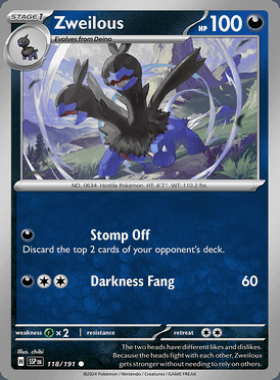 STAGE 1
Zweilous
HP 100
Evolves from Deino
NO. 0634 Hostile Pokémon HT: 4'7" WT: 110.2 lbs.
Stomp Off
Discard the top 2 cards of your opponent's deck.
Darkness Fang 60
weakness × 2 resistance retreat
Illus. chibi
SSP EN 118/191
©2024 Pokémon / Nintendo / Creatures / GAME FREAK
The two heads have different likes and dislikes.
Because the heads fight with each other, Zweilous
gets stronger without needing to rely on others.